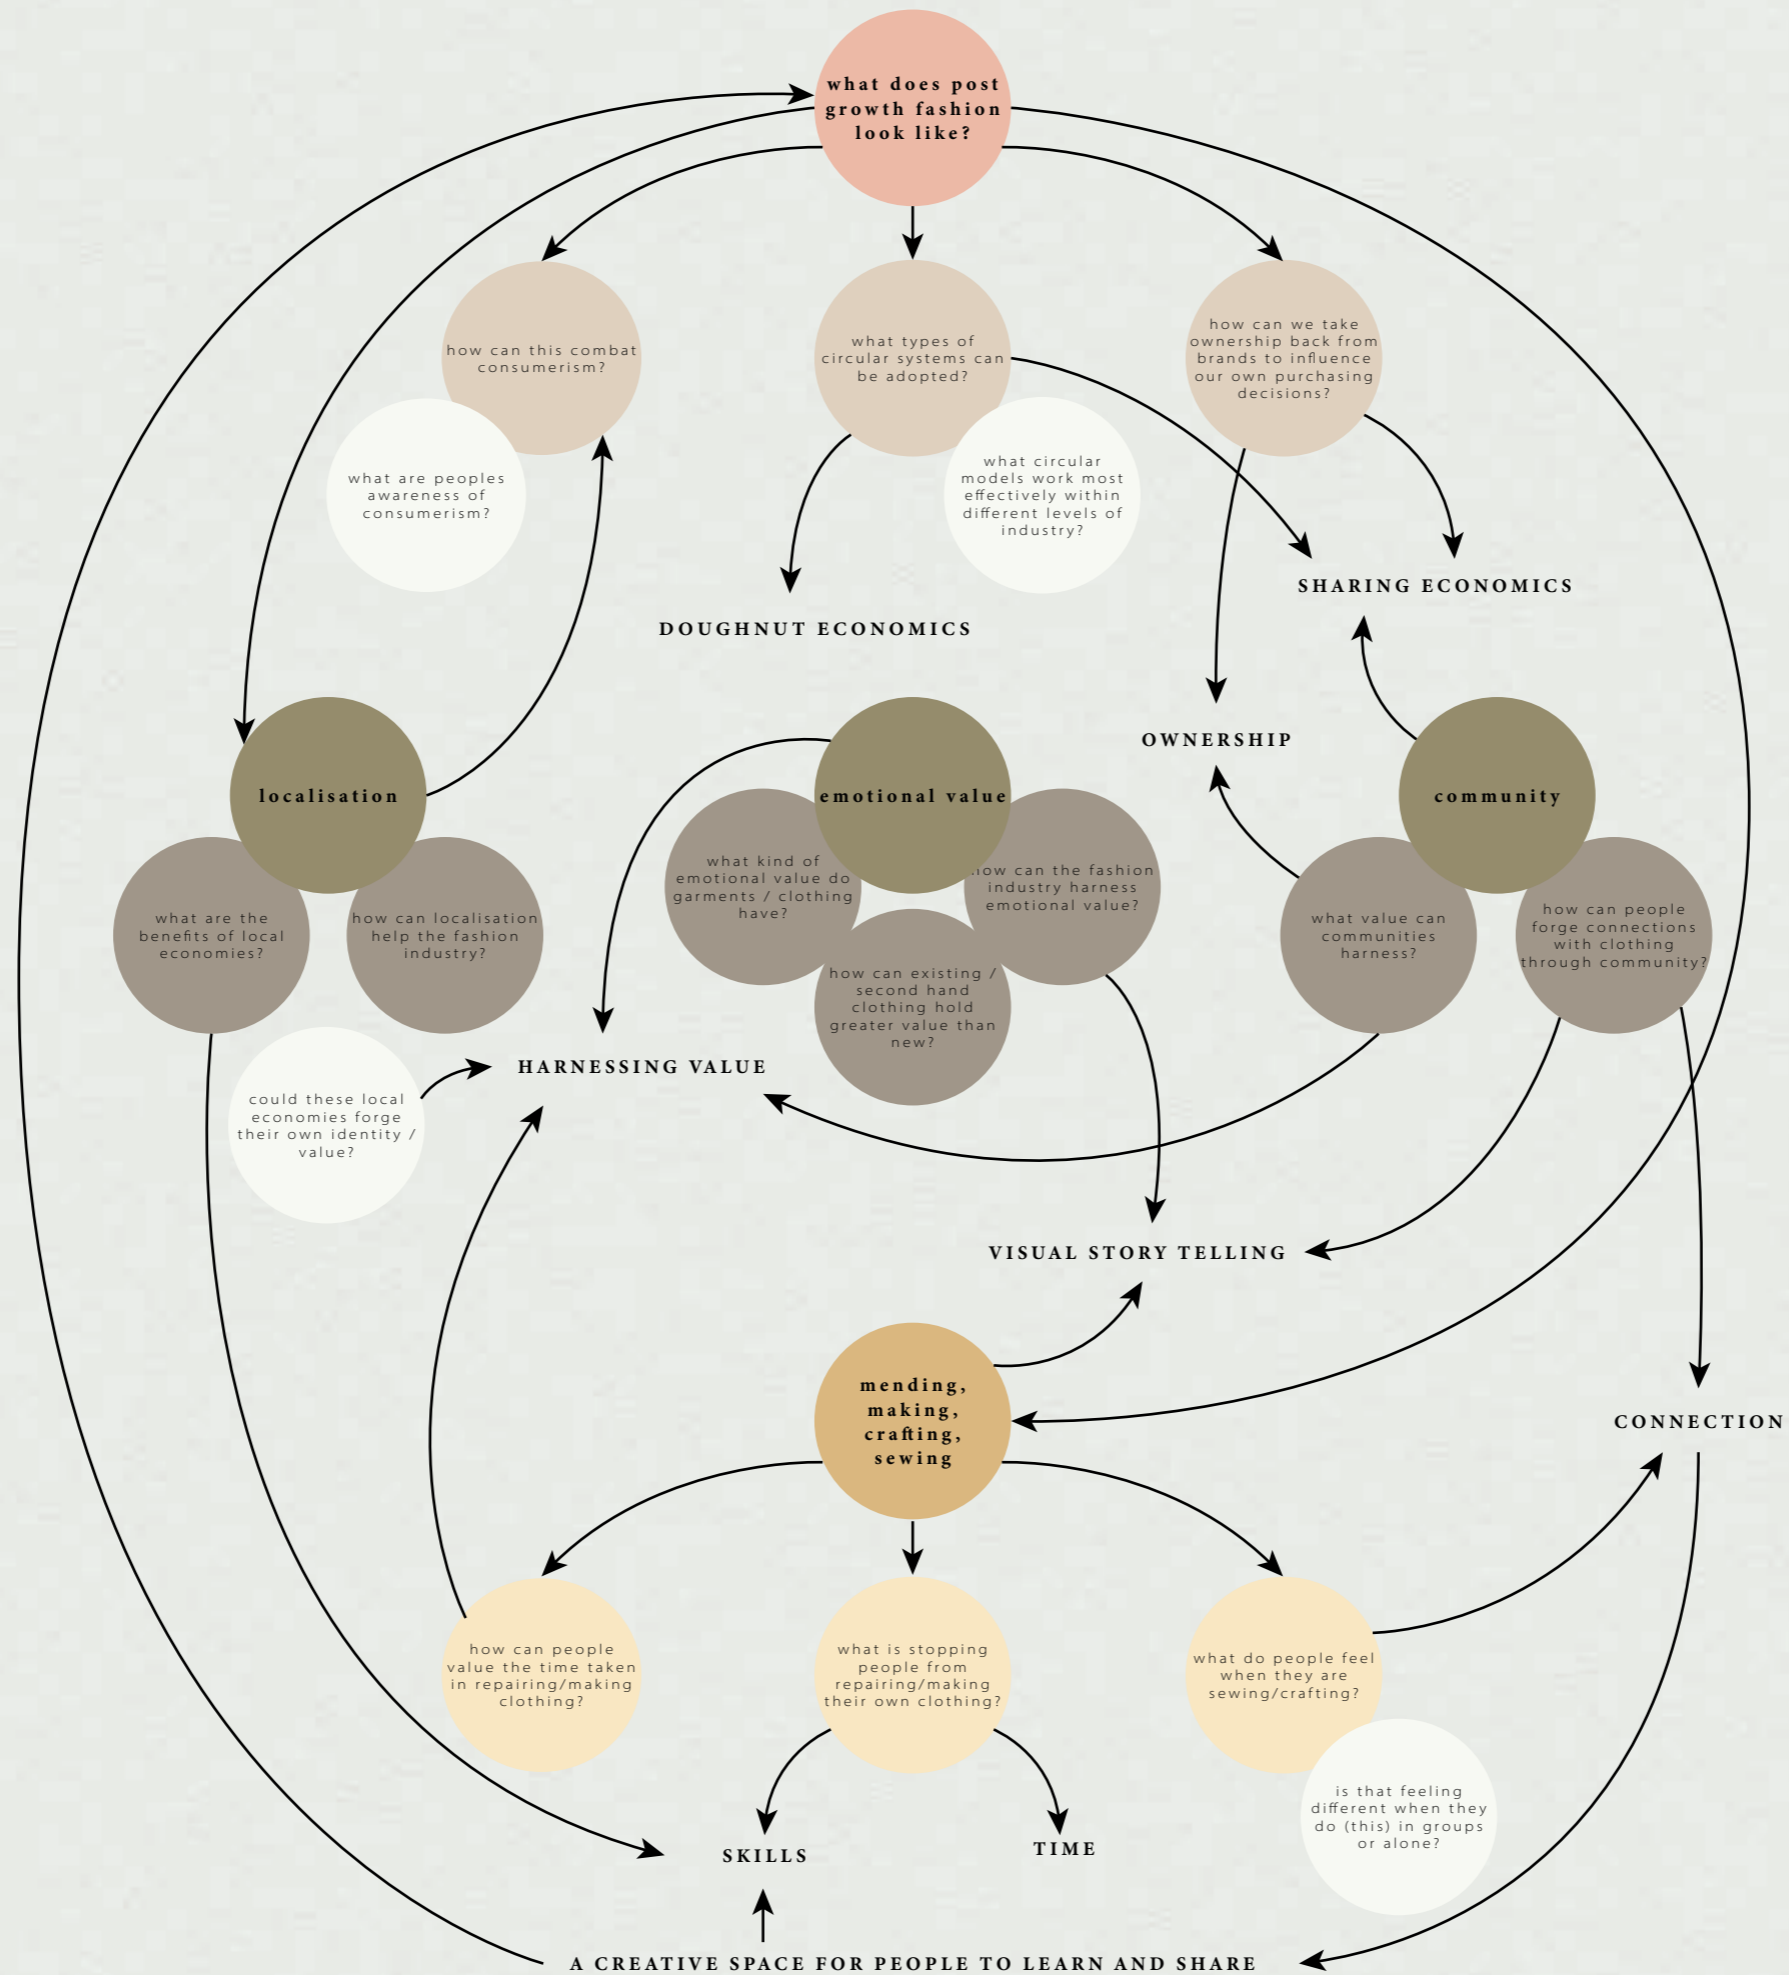 what does post
growth fashion
look like?
how can this combat
consumerism?
what types of
circular systems can
be adopted?
how can we take
ownership back from
brands to influence
our own purchasing
decisions?
what are peoples
awareness of
consumerism?
what circular
models work most
effectively within
different levels of
industry?
SHARING ECONOMICS
DOUGHNUT ECONOMICS
OWNERSHIP
localisation
emotional value
community
what are the
benefits of local
economies?
how can localisation
help the fashion
industry?
what kind of
emotional value do
garments / clothing
have?
how can the fashion
industry harness
emotional value?
how can existing /
second hand
clothing hold
greater value than
new?
what value can
communities
harness?
how can people
forge connections
with clothing
through community?
HARNESSING VALUE
could these local
economies forge
their own identity /
value?
VISUAL STORY TELLING
mending,
making,
crafting,
sewing
CONNECTION
how can people
value the time taken
in repairing/making
clothing?
what is stopping
people from
repairing/making
their own clothing?
what do people feel
when they are
sewing/crafting?
is that feeling
different when they
do (this) in groups
or alone?
SKILLS
TIME
A CREATIVE SPACE FOR PEOPLE TO LEARN AND SHARE